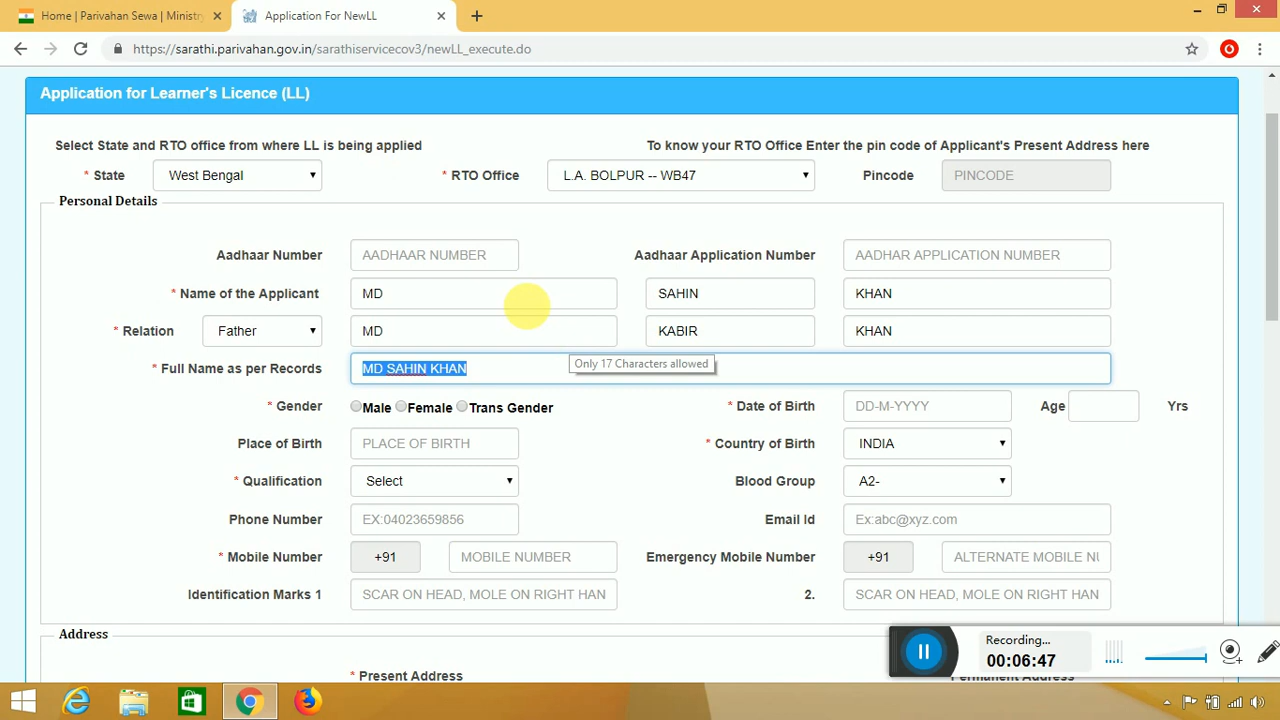 Home | Parivahan Sewa | Ministry
Application For NewLL
https://sarathi.parivahan.gov.in/sarathiservicecov3/newLL_execute.do
Application for Learner's Licence (LL)
Select State and RTO office from where LL is being applied
To know your RTO Office Enter the pin code of Applicant's Present Address here
* State West Bengal * RTO Office L.A. BOLPUR -- WB47 Pincode PINCODE
Personal Details
Aadhaar Number AADHAAR NUMBER Aadhaar Application Number AADHAR APPLICATION NUMBER
* Name of the Applicant MD SAHIN KHAN
* Relation Father MD KABIR KHAN
* Full Name as per Records MD SAHIN KHAN Only 17 Characters allowed
* Gender Male Female Trans Gender * Date of Birth DD-M-YYYY Age Yrs
Place of Birth PLACE OF BIRTH * Country of Birth INDIA
* Qualification Select Blood Group A2-
Phone Number EX:04023659856 Email Id Ex:abc@xyz.com
* Mobile Number +91 MOBILE NUMBER Emergency Mobile Number +91 ALTERNATE MOBILE NU
Identification Marks 1 SCAR ON HEAD, MOLE ON RIGHT HAN 2. SCAR ON HEAD, MOLE ON RIGHT HAN
Address
Present Address
Recording...
00:06:47